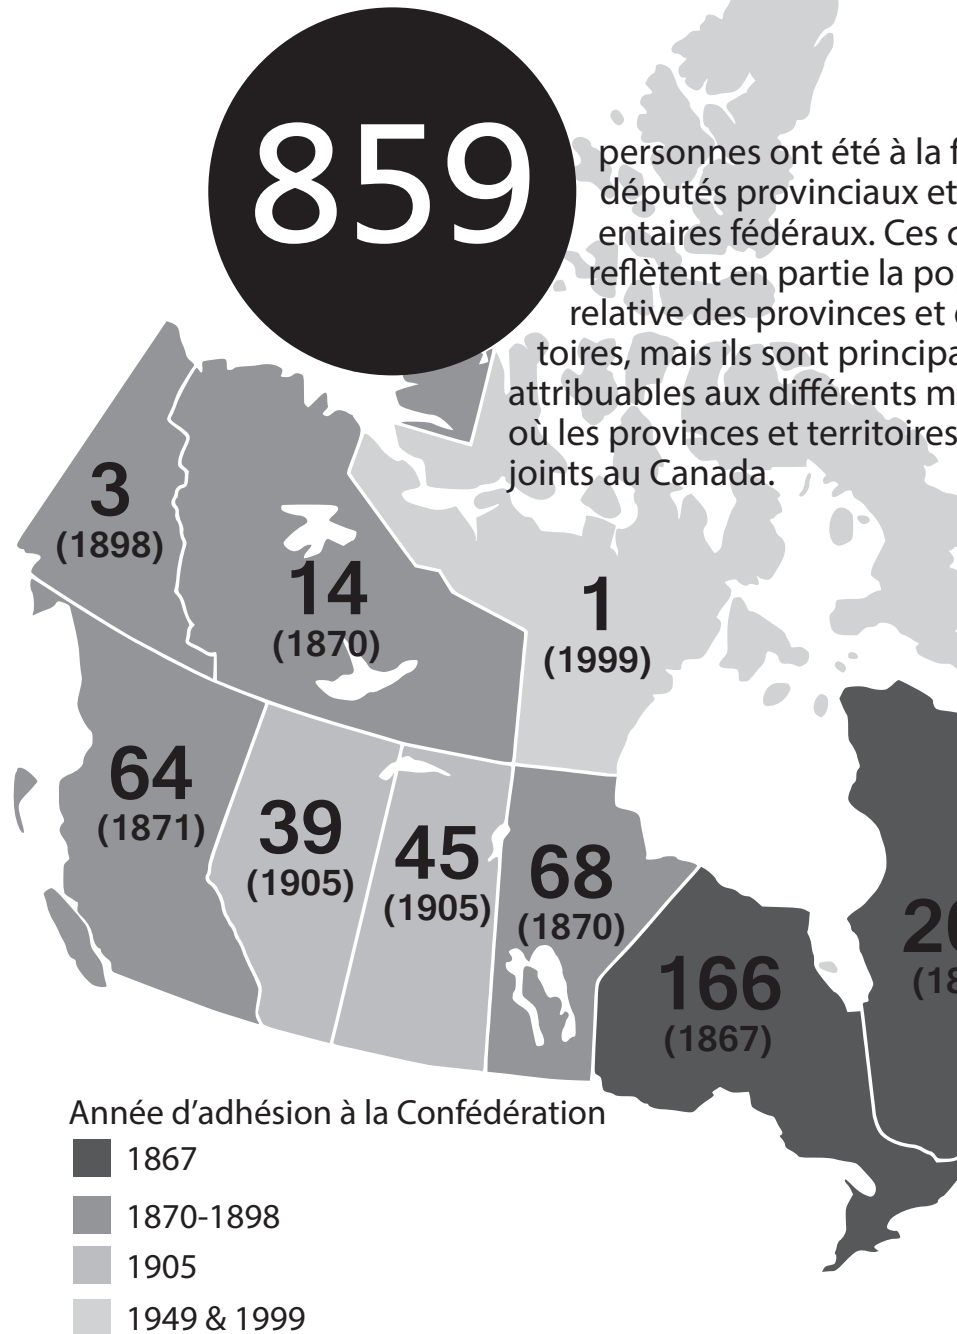 859
personnes ont été à la
députés provinciaux et
entaires fédéraux. Ces
reflètent en partie la
relative des provinces et
toires, mais ils sont
attribuables aux différents
où les provinces et territoires
joints au Canada.
3
(1898)
14
(1870)
1
(1999)
64
(1871)
39
(1905)
45
(1905)
68
(1870)
166
(1867)
Année d’adhésion à la Confédération
1867
1870-1898
1905
1949 & 1999